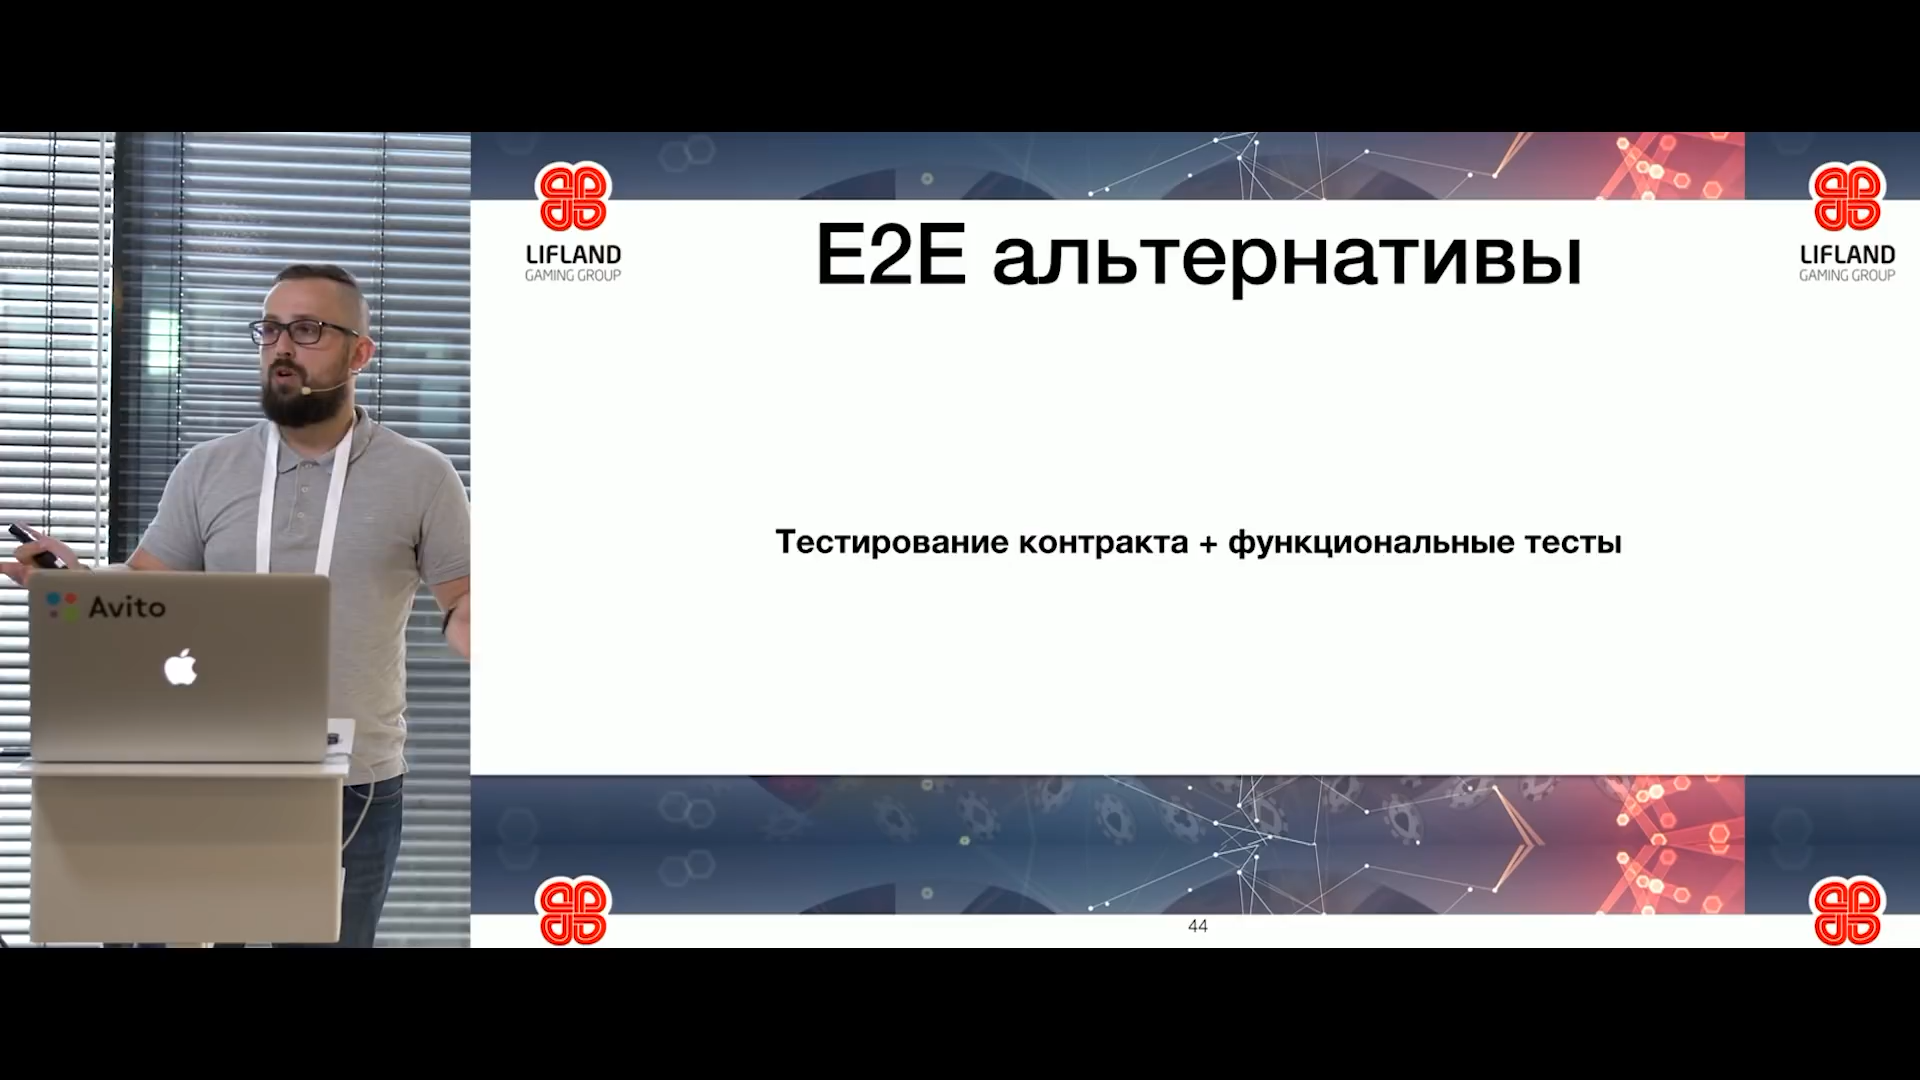 LIFLAND
GAMING GROUP
E2E альтернативы
LIFLAND
GAMING GROUP
Тестирование контракта + функциональные тесты
Avito
44